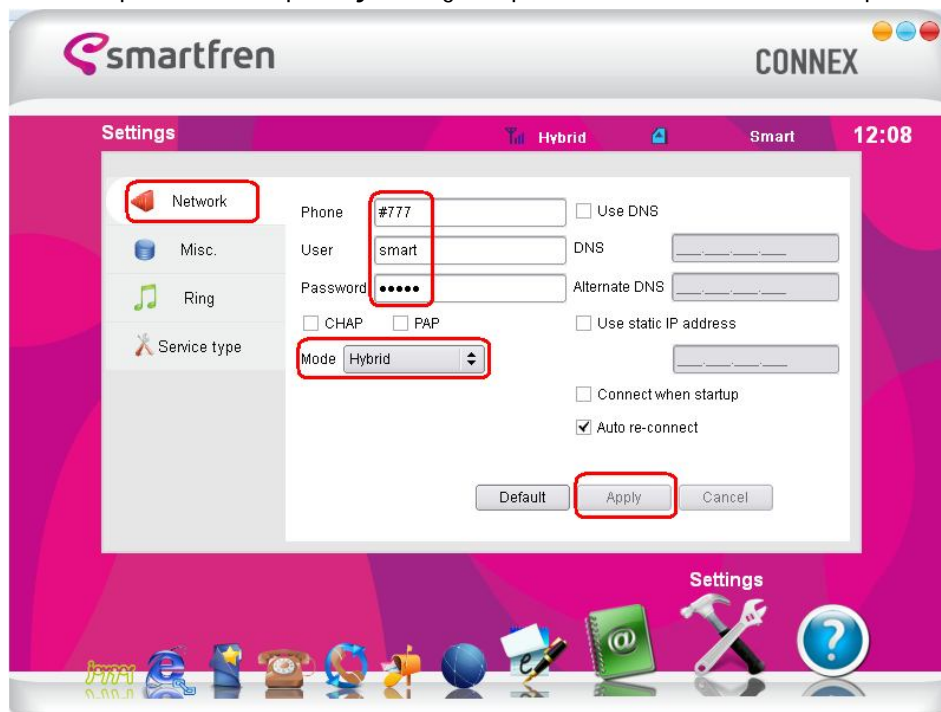 smartfren
CONNEX
Settings
Hybrid
Smart
12:08
Network
Misc.
Ring
Service type
Phone #777
User smart
Password •••••
CHAP PAP
Mode Hybrid
Use DNS
DNS
Alternate DNS
Use static IP address
Connect when startup
Auto re-connect
Default Apply Cancel
Settings
@
?